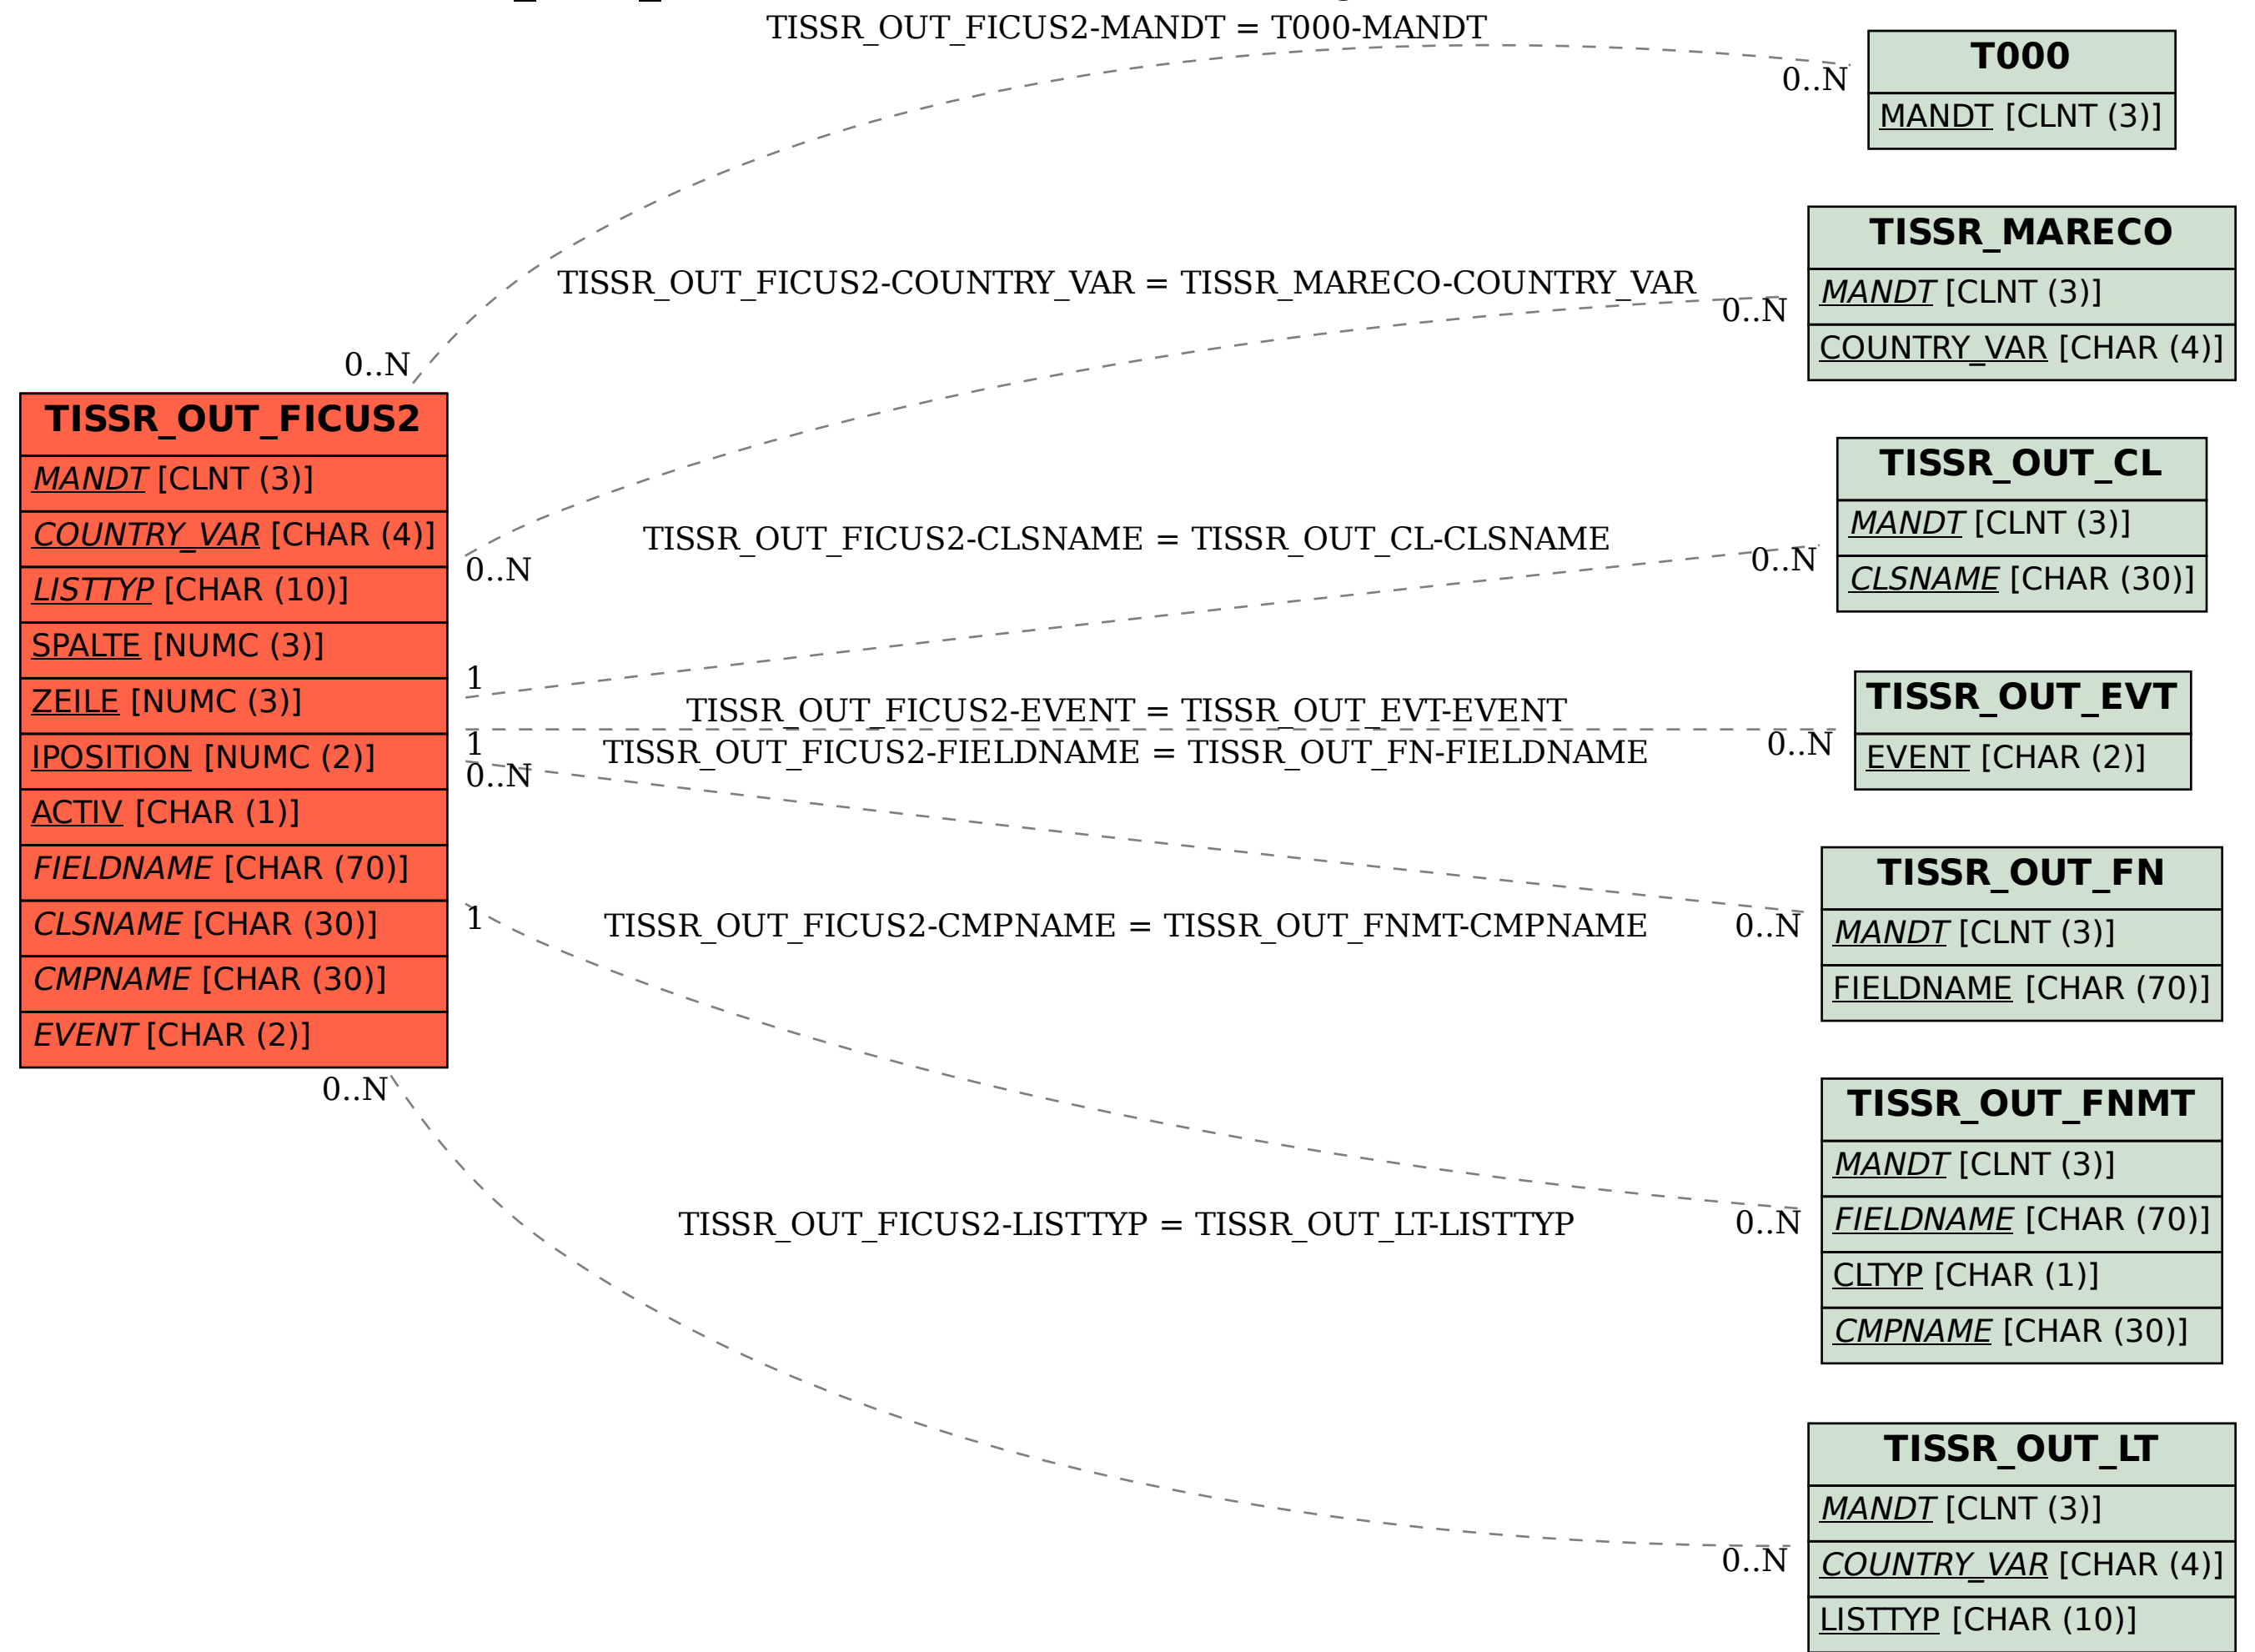 TISSR_OUT_FICUS2-MANDT = T000-MANDT
0..N
0..N
T000
MANDT [CLNT (3)]
TISSR_OUT_FICUS2-COUNTRY_VAR = TISSR_MARECO-COUNTRY_VAR
0..N
0..N
TISSR_MARECO
MANDT [CLNT (3)]
COUNTRY_VAR [CHAR (4)]
TISSR_OUT_FICUS2
MANDT [CLNT (3)]
COUNTRY_VAR [CHAR (4)]
LISTTYP [CHAR (10)]
SPALTE [NUMC (3)]
ZEILE [NUMC (3)]
IPOSITION [NUMC (2)]
ACTIV [CHAR (1)]
FIELDNAME [CHAR (70)]
CLSNAME [CHAR (30)]
CMPNAME [CHAR (30)]
EVENT [CHAR (2)]
TISSR_OUT_FICUS2-CLSNAME = TISSR_OUT_CL-CLSNAME
1
0..N
TISSR_OUT_CL
MANDT [CLNT (3)]
CLSNAME [CHAR (30)]
TISSR_OUT_FICUS2-EVENT = TISSR_OUT_EVT-EVENT
1
0..N
TISSR_OUT_EVT
EVENT [CHAR (2)]
TISSR_OUT_FICUS2-FIELDNAME = TISSR_OUT_FN-FIELDNAME
0..N
0..N
TISSR_OUT_FN
MANDT [CLNT (3)]
FIELDNAME [CHAR (70)]
TISSR_OUT_FICUS2-CMPNAME = TISSR_OUT_FNMT-CMPNAME
1
0..N
TISSR_OUT_FNMT
MANDT [CLNT (3)]
FIELDNAME [CHAR (70)]
CLTYP [CHAR (1)]
CMPNAME [CHAR (30)]
TISSR_OUT_FICUS2-LISTTYP = TISSR_OUT_LT-LISTTYP
0..N
0..N
TISSR_OUT_LT
MANDT [CLNT (3)]
COUNTRY_VAR [CHAR (4)]
LISTTYP [CHAR (10)]